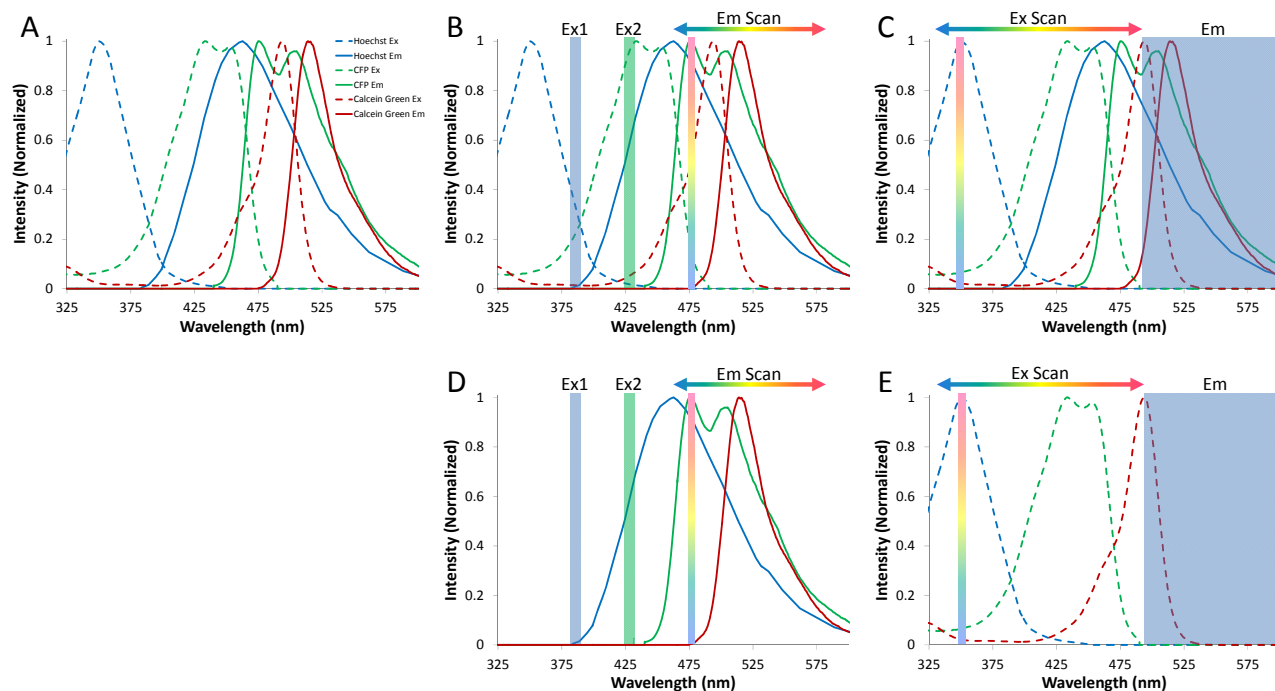 A
Intensity (Normalized)
1
0.8
0.6
0.4
0.2
0
325
375
425
475
525
575
Wavelength (nm)
Hoechst Ex
Hoechst Em
CFP Ex
CFP Em
Calcein Green Ex
Calcein Green Em
B
Ex1
Ex2
Em Scan
Intensity (Normalized)
1
0.8
0.6
0.4
0.2
0
325
375
425
475
525
575
Wavelength (nm)
C
Ex Scan
Em
Intensity (Normalized)
1
0.8
0.6
0.4
0.2
0
325
375
425
475
525
575
Wavelength (nm)
D
Ex1
Ex2
Em Scan
Intensity (Normalized)
1
0.8
0.6
0.4
0.2
0
325
375
425
475
525
575
Wavelength (nm)
E
Ex Scan
Em
Intensity (Normalized)
1
0.8
0.6
0.4
0.2
0
325
375
425
475
525
575
Wavelength (nm)